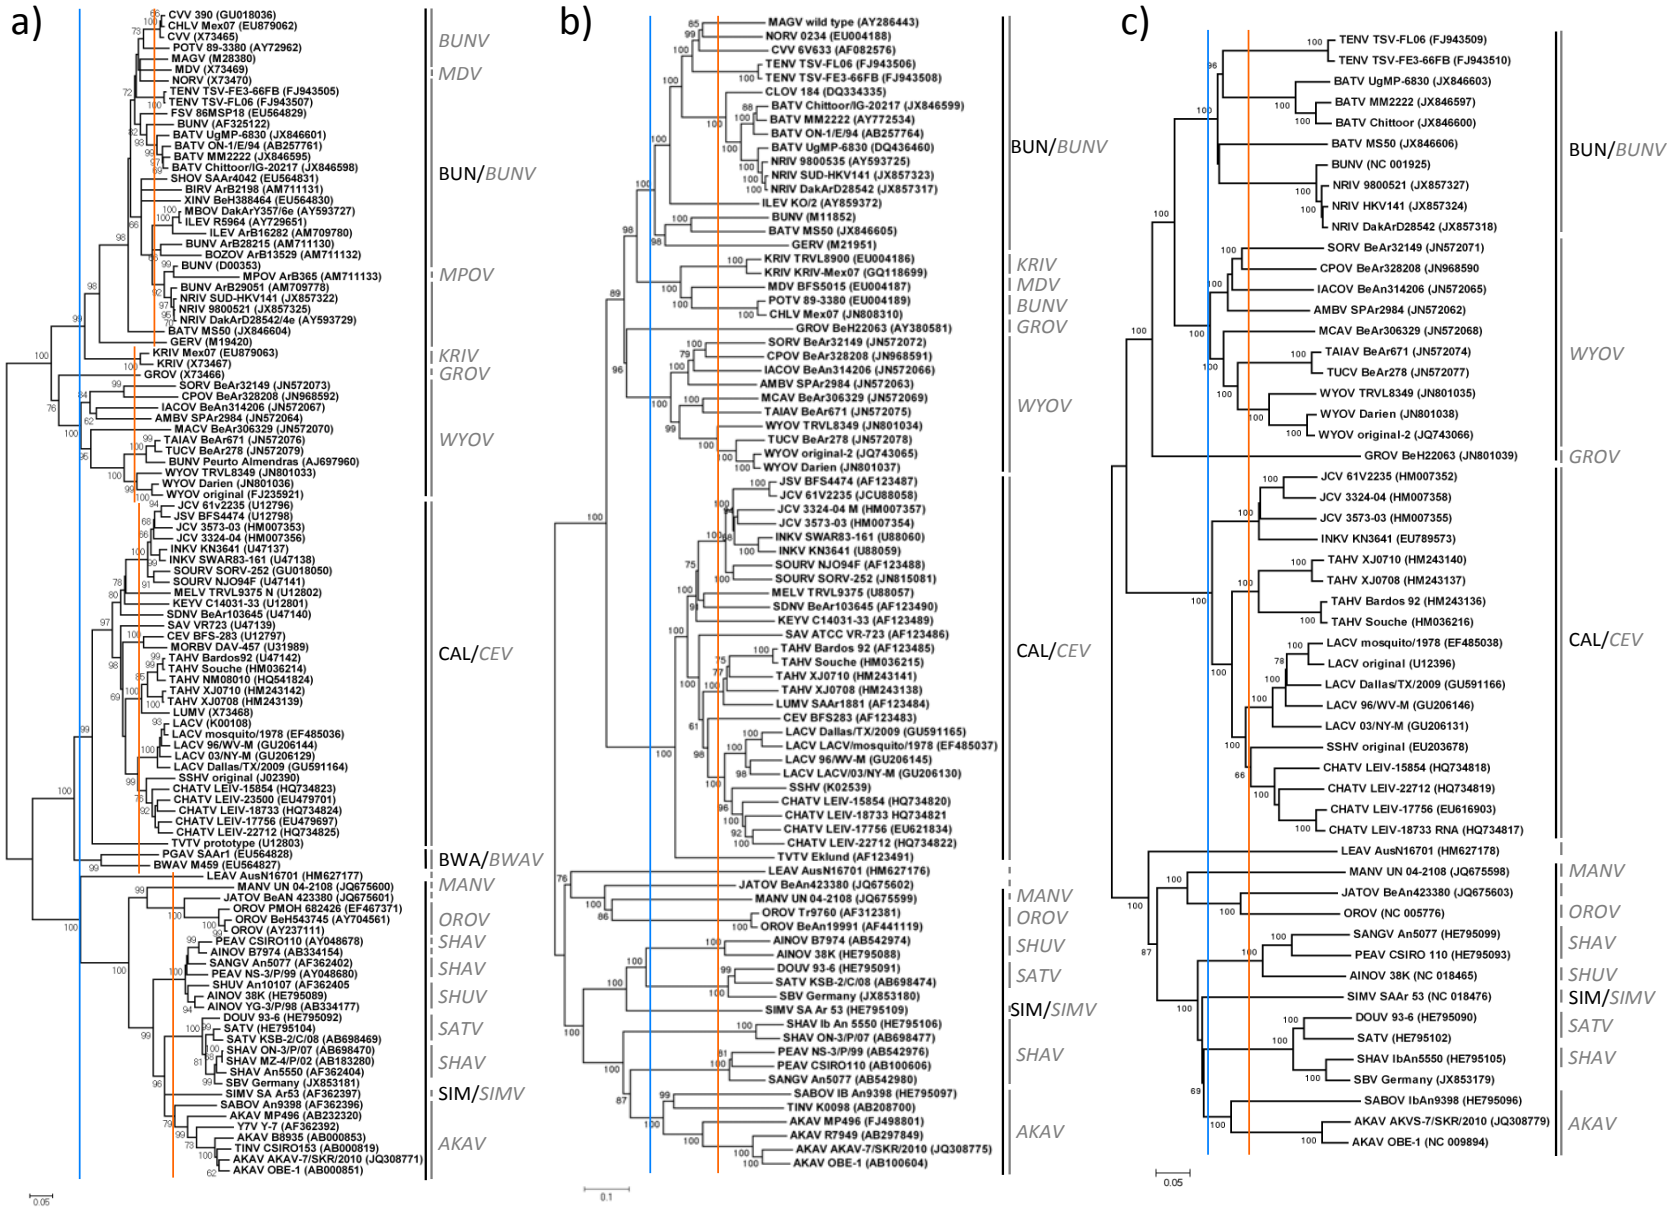 a)
CVV 390 (GU018036)
CHLV Mex07 (EU879062)
CVV (X73465)
POTV 89-3380 (AY72962)
MAGV (M28380)
MDV (X73469)
NORV (X73470)
TENV TSV-FE3-66FB (FJ943505)
TENV TSV-FL06 (FJ943507)
FSV 86MSP18 (EU564829)
BUNV (AF325122)
BATV UgMP-6830 (JX846601)
BATV ON-1/E/94 (AB257761)
BATV MM2222 (JX846595)
BATV Chittoor/IG-20217 (JX846598)
SHOV SAAr4042 (EU564831)
BIRV ArB2198 (AM711131)
XINV BeH388464 (EU564830)
MBOV DakArY357/6e (AY593727)
ILEV R5964 (AY729651)
ILEV ArB16282 (AM709780)
BUNV ArB28215 (AM711130)
BOZOV ArB13529 (AM711132)
BUNV (D00353)
MPOV ArB365 (AM711133)
BUNV ArB29051 (AM709778)
NRIV SUD-HKV141 (JX857322)
NRIV 9800521 (JX857325)
NRIV DakArD28542/4e (AY593729)
BATV MS50 (JX846604)
GERV (M19420)
KRIV Mex07 (EU879063)
KRIV (X73467)
GROV (X73466)
SORV BeAr32149 (JN572073)
CPOV BeAr328208 (JN968592)
IACOV BeAn314206 (JN572067)
AMBV SPAr2984 (JN572064)
MACV BeAr306329 (JN572070)
TAIAV BeAr671 (JN572076)
TUCV BeAr278 (JN572079)
BUNV Peurto Almendras (AJ697960)
WYOV TRVL8349 (JN801033)
WYOV Darien (JN801036)
WYOV original (FJ235921)
JCV 61v2235 (U12796)
JSV BFS4474 (U12798)
JCV 3573-03 (HM007353)
JCV 3324-04 (HM007356)
INKV KN3641 (U47137)
INKV SWAR83-161 (U47138)
SOURV SORV-252 (GU018050)
SOURV NJO94F (U47141)
MELV TRVL9375 N (U12802)
KEYV C14031-33 (U12801)
SDNV BeAr103645 (U47140)
SAV VR723 (U47139)
CEV BFS-283 (U12797)
MORBV DAV-457 (U31989)
TAHV Bardos92 (U47142)
TAHV Souche (HM036214)
TAHV NM08010 (HQ541824)
TAHV XJ0710 (HM243142)
TAHV XJ0708 (HM243139)
LUMV (X73468)
LACV (K00108)
LACV mosquito/1978 (EF485036)
LACV 96/WV-M (GU206144)
LACV 03/NY-M (GU206129)
LACV Dallas/TX/2009 (GU591164)
SSHV original (J02390)
CHATV LEIV-15854 (HQ734823)
CHATV LEIV-23500 (EU479701)
CHATV LEIV-18733 (HQ734824)
CHATV LEIV-17756 (EU479697)
CHATV LEIV-22712 (HQ734825)
TVTV prototype (U12803)
PGAV SAAr1 (EU564828)
BWAV M459 (EU564827)
LEAV AusN16701 (HM627177)
MANV UN 04-2108 (JQ675600)
JATOV BeAN 423380 (JQ675601)
OROV PMOH 682426 (EF467371)
OROV BeH543745 (AY704561)
OROV (AY237111)
PEAV CSIRO110 (AY048678)
AINOV B7974 (AB334154)
SANGV An5077 (AF362402)
PEAV NS-3/P/99 (AY048680)
SHUV An10107 (AF362405
AINOV 38K (HE795089)
AINOV YG-3/P/98 (AB334177)
DOUV 93-6 (HE795092)
SATV (HE795104)
SATV KSB-2/C/08 (AB698469)
SHAV ON-3/P/07 (AB698470)
SHAV MZ-4/P/02 (AB183280)
SHAV An5550 (AF362404)
SBV Germany (JX853181)
SIMV SA Ar53 (AF362397)
SABOV An9398 (AF362396)
AKAV MP496 (AB232320)
Y7V Y-7 (AF362392)
AKAV B8935 (AB000853)
TINV CSIRO153 (AB000819)
AKAV AKAV-7/SKR/2010 (JQ308771)
AKAV OBE-1 (AB000851)
0.05
BUNV
MDV
BUN/BUNV
MPOV
KRIV
GROV
WYOV
CAL/CEV
BWA/BWAV
MANV
OROV
SHAV
SHAV
SHUV
SATV
SHAV
SIM/SIMV
AKAV
b)
MAGV wild type (AY286443)
NORV 0234 (EU004188)
CVV 6V633 (AF082576)
TENV TSV-FL06 (FJ943506)
TENV TSV-FE3-66FB (FJ943508)
CLOV 184 (DQ334335)
BATV Chittoor/IG-20217 (JX846599)
BATV MM2222 (AY772534)
BATV ON-1/E/94 (AB257764)
BATV UgMP-6830 (DQ436460)
NRIV 9800535 (AY593725)
NRIV SUD-HKV141 (JX857323)
NRIV DakArD28542 (JX857317)
ILEV KO/2 (AY859372)
BUNV (M11852)
BATV MS50 (JX846605)
GERV (M21951)
KRIV TRVL8900 (EU004186)
KRIV KRIV-Mex07 (GQ118699)
MDV BFS5015 (EU004187)
POTV 89-3380 (EU004189)
CHLV Mex07 (JN808310)
GROV BeH22063 (AY380581)
SORV BeAr32149 (JN572072)
CPOV BeAr328208 (JN968591)
IACOV BeAn314206 (JN572066)
AMBV SPAr2984 (JN572063)
MCAV BeAr306329 (JN572069)
TAIAV BeAr671 (JN572075)
WYOV TRVL8349 (JN801034)
TUCV BeAr278 (JN572078)
WYOV original-2 (JQ743065)
WYOV Darien (JN801037)
JSV BFS4474 (AF123487)
JCV 61V2235 (JCU88058)
JCV 3324-04 M (HM007357)
JCV 3573-03 (HM007354)
INKV SWAR83-161 (U88060)
INKV KN3641 (U88059)
SOURV NJO94F (AF123488)
SOURV SORV-252 (JN815081)
MELV TRVL9375 (U88057)
SDNV BeAr103645 (AF123490)
KEYV C14031-33 (AF123489)
SAV ATCC VR-723 (AF123486)
TAHV Bardos 92 (AF123485)
TAHV Souche (HM036215)
TAHV XJ0710 (HM243141)
TAHV XJ0708 (HM243138)
LUMV SAAr1881 (AF123484)
CEV BFS283 (AF123483)
LACV Dallas/TX/2009 (GU591165)
LACV LACV/mosquito/1978 (EF485037)
LACV 96/WV-M (GU206145)
LACV LACV/03/NY-M (GU206130)
SSHV (K02539)
CHATV LEIV-15854 (HQ734820)
CHATV LEIV-18733 HQ734821
CHATV LEIV-17756 (EU621834)
CHATV LEIV-22712 (HQ734822)
TVTV Eklund (AF123491)
LEAV AusN16701 (HM627176)
JATOV BeAn423380 (JQ675602)
MANV UN 04-2108 (JQ675599)
OROV Tr9760 (AF312381)
OROV BeAn19991 (AF441119)
AINOV B7974 (AB542974)
AINOV 38K (HE795088)
DOUV 93-6 (HE795091)
SATV KSB-2/C/08 (AB698474)
SBV Germany (JX853180)
SIMV SA Ar 53 (HE795109)
SHAV Ib An 5550 (HE795106)
SHAV ON-3/P/07 (AB698477)
PEAV NS-3/P/99 (AB542976)
PEAV CSIRO110 (AB100606)
SANGV An5077 (AB542980)
SABOV IB An9398 (HE795097)
TINV K0098 (AB208700)
AKAV MP496 (FJ498801)
AKAV R7949 (AB297849)
AKAV AKAV-7/SKR/2010 (JQ308775)
AKAV OBE-1 (AB100604)
0.1
BUN/BUNV
KRIV
MDV
BUNV
GROV
WYOV
CAL/CEV
MANV
OROV
SHUV
SATV
SIM/SIMV
SHAV
AKAV
c)
TENV TSV-FL06 (FJ943509)
TENV TSV-FE3-66FB (FJ943510)
BATV UgMP-6830 (JX846603)
BATV MM2222 (JX846597)
BATV Chittoor (JX846600)
BATV MS50 (JX846606)
BUNV (NC 001925)
NRIV 9800521 (JX857327)
NRIV HKV141 (JX857324)
NRIV DakArD28542 (JX857318)
SORV BeAr32149 (JN572071)
CPOV BeAr328208 (JN968590
IACOV BeAn314206 (JN572065)
AMBV SPAr2984 (JN572062)
MCAV BeAr306329 (JN572068)
TAIAV BeAr671 (JN572074)
TUCV BeAr278 (JN572077)
WYOV TRVL8349 (JN801035)
WYOV Darien (JN801038)
WYOV original-2 (JQ743066)
GROV BeH22063 (JN801039)
JCV 61V2235 (HM007352)
JCV 3324-04 (HM007358)
JCV 3573-03 (HM007355)
INKV KN3641 (EU789573)
TAHV XJ0710 (HM243140)
TAHV XJ0708 (HM243137)
TAHV Bardos 92 (HM243136)
TAHV Souche (HM036216)
LACV mosquito/1978 (EF485038)
LACV original (U12396)
LACV Dallas/TX/2009 (GU591166)
LACV 96/WV-M (GU206146)
LACV 03/NY-M (GU206131)
SSHV original (EU203678)
CHATV LEIV-15854 (HQ734818)
CHATV LEIV-22712 (HQ734819)
CHATV LEIV-17756 (EU616903)
CHATV LEIV-18733 RNA (HQ734817)
LEAV AusN16701 (HM627178)
MANV UN 04-2108 (JQ675598)
JATOV BeAn423380 (JQ675603)
OROV (NC 005776)
SANGV An5077 (HE795099)
PEAV CSIRO 110 (HE795093)
AINOV 38K (NC 018465)
SIMV SAAr 53 (NC 018476)
DOUV 93-6 (HE795090)
SATV (HE795102)
SHAV IbAn5550 (HE795105)
SBV Germany (JX853179)
SABOV IbAn9398 (HE795096)
AKAV AKVS-7/SKR/2010 (JQ308779)
AKAV OBE-1 (NC 009894)
0.05
BUN/BUNV
WYOV
GROV
CAL/CEV
MANV
OROV
SHAV
SHUV
SIM/SIMV
SATV
SHAV
AKAV